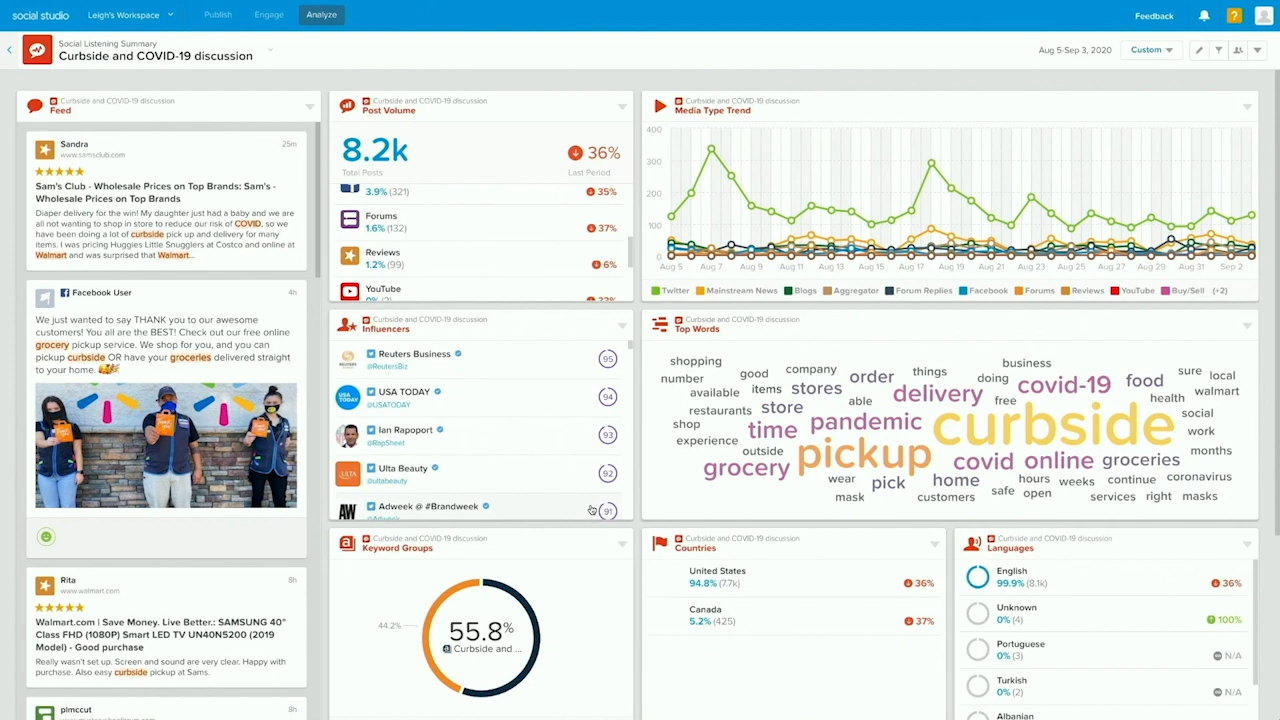 social studio
Leigh's Workspace
Publish
Engage
Analyze
Feedback
Social Listening Summary
Curbside and COVID-19 discussion
Aug 5-Sep 3, 2020
Custom
Curbside and COVID-19 discussion
Feed
Sandra
25m
www.samsclub.com
Sam's Club - Wholesale Prices on Top Brands: Sam's -
Wholesale Prices on Top Brands
Diaper delivery for the win! My daughter just had a baby and we are
all not wanting to shop in store to reduce our risk of COVID, so we
have been doing a lot of curbside pick up and delivery for many
items. I was pricing Huggies Little Snugglers at Costco and online at
Walmart and was surprised that Walmart...
Facebook User
4h
We just wanted to say THANK you to our awesome
customers! You all are the BEST! Check out our free online
grocery pickup service. We shop for you, and you can
pickup curbside OR have your groceries delivered straight
to your home.
Rita
8h
www.walmart.com
Walmart.com | Save Money. Live Better.: SAMSUNG 40"
Class FHD (1080P) Smart LED TV UN40N5200 (2019
Model) - Good purchase
Really wasn't set up. Screen and sound are very clear. Happy with
purchase. Also easy curbside pickup at Sams.
plmccut
8h
Curbside and COVID-19 discussion
Post Volume
8.2k
36%
Total Posts
Last Period
3.9% (321)
35%
Forums
1.6% (132)
37%
Reviews
1.2% (99)
6%
YouTube
Curbside and COVID-19 discussion
Influencers
Reuters Business
@ReutersBiz
95
USA TODAY
@USATODAY
94
Ian Rapoport
@RapSheet
93
Ulta Beauty
@ultabeauty
92
Adweek @ #Brandweek
91
Curbside and COVID-19 discussion
Keyword Groups
44.2%
55.8%
Curbside and ...
Curbside and COVID-19 discussion
Media Type Trend
400
300
200
100
0
Aug 5
Aug 7
Aug 9
Aug 11
Aug 13
Aug 15
Aug 17
Aug 19
Aug 21
Aug 23
Aug 25
Aug 27
Aug 29
Aug 31
Sep 2
Twitter
Mainstream News
Blogs
Aggregator
Forum Replies
Facebook
Forums
Reviews
YouTube
Buy/Sell
(+2)
Curbside and COVID-19 discussion
Top Words
shopping
business
number
good
company
things
doing
sure
local
available
items
stores
order
delivery
covid-19
food
walmart
restaurants
store
able
free
health
shop
time
pandemic
curbside
social
experience
work
outside
pickup
months
grocery
covid
online
groceries
wear
pick
home
hours
weeks
continue
coronavirus
mask
customers
safe
open
services
right
masks
Curbside and COVID-19 discussion
Countries
United States
94.8% (7.7k)
36%
Canada
5.2% (425)
37%
Curbside and COVID-19 discussion
Languages
English
99.9% (8.1k)
36%
Unknown
0% (4)
100%
Portuguese
0% (3)
N/A
Turkish
0% (2)
N/A
Albanian